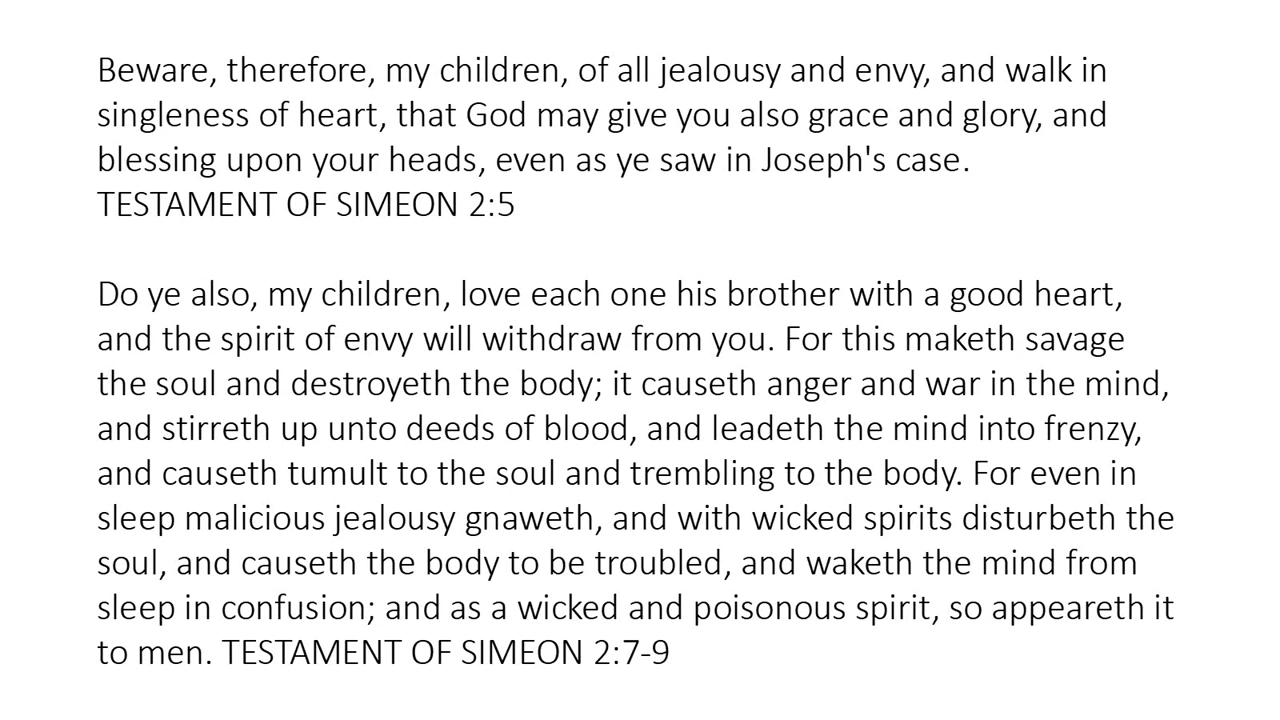 Beware, therefore, my children, of all jealousy and envy, and walk in
singleness of heart, that God may give you also grace and glory, and
blessing upon your heads, even as ye saw in Joseph's case.
TESTAMENT OF SIMEON 2:5
Do ye also, my children, love each one his brother with a good heart,
and the spirit of envy will withdraw from you. For this maketh savage
the soul and destroyeth the body; it causeth anger and war in the mind,
and stirreth up unto deeds of blood, and leadeth the mind into frenzy,
and causeth tumult to the soul and trembling to the body. For even in
sleep malicious jealousy gnaweth, and with wicked spirits disturbeth the
soul, and causeth the body to be troubled, and waketh the mind from
sleep in confusion; and as a wicked and poisonous spirit, so appeareth it
to men. TESTAMENT OF SIMEON 2:7-9